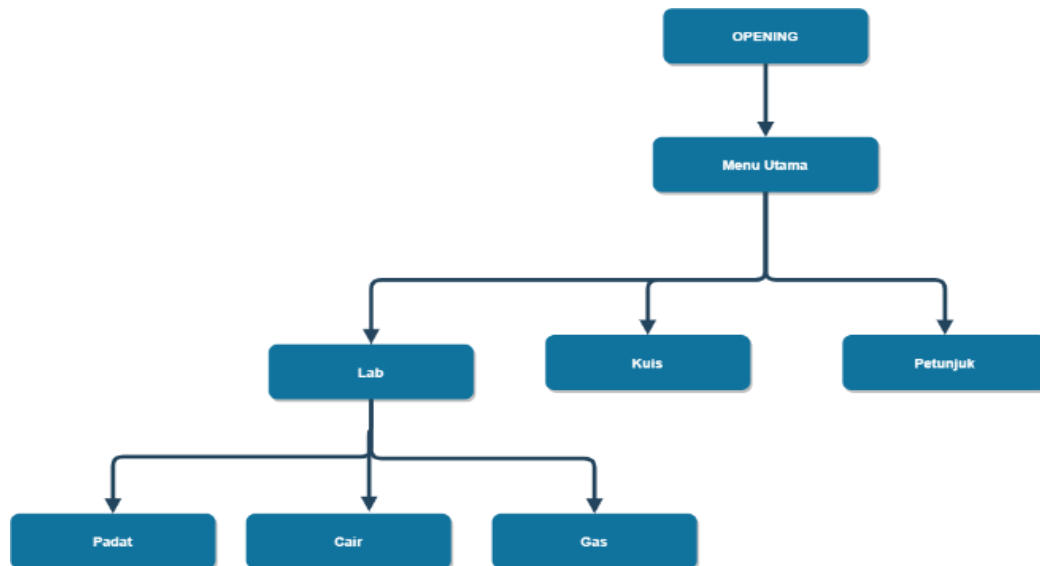 OPENING
Menu Utama
Lab
Kuis
Petunjuk
Padat
Cair
Gas